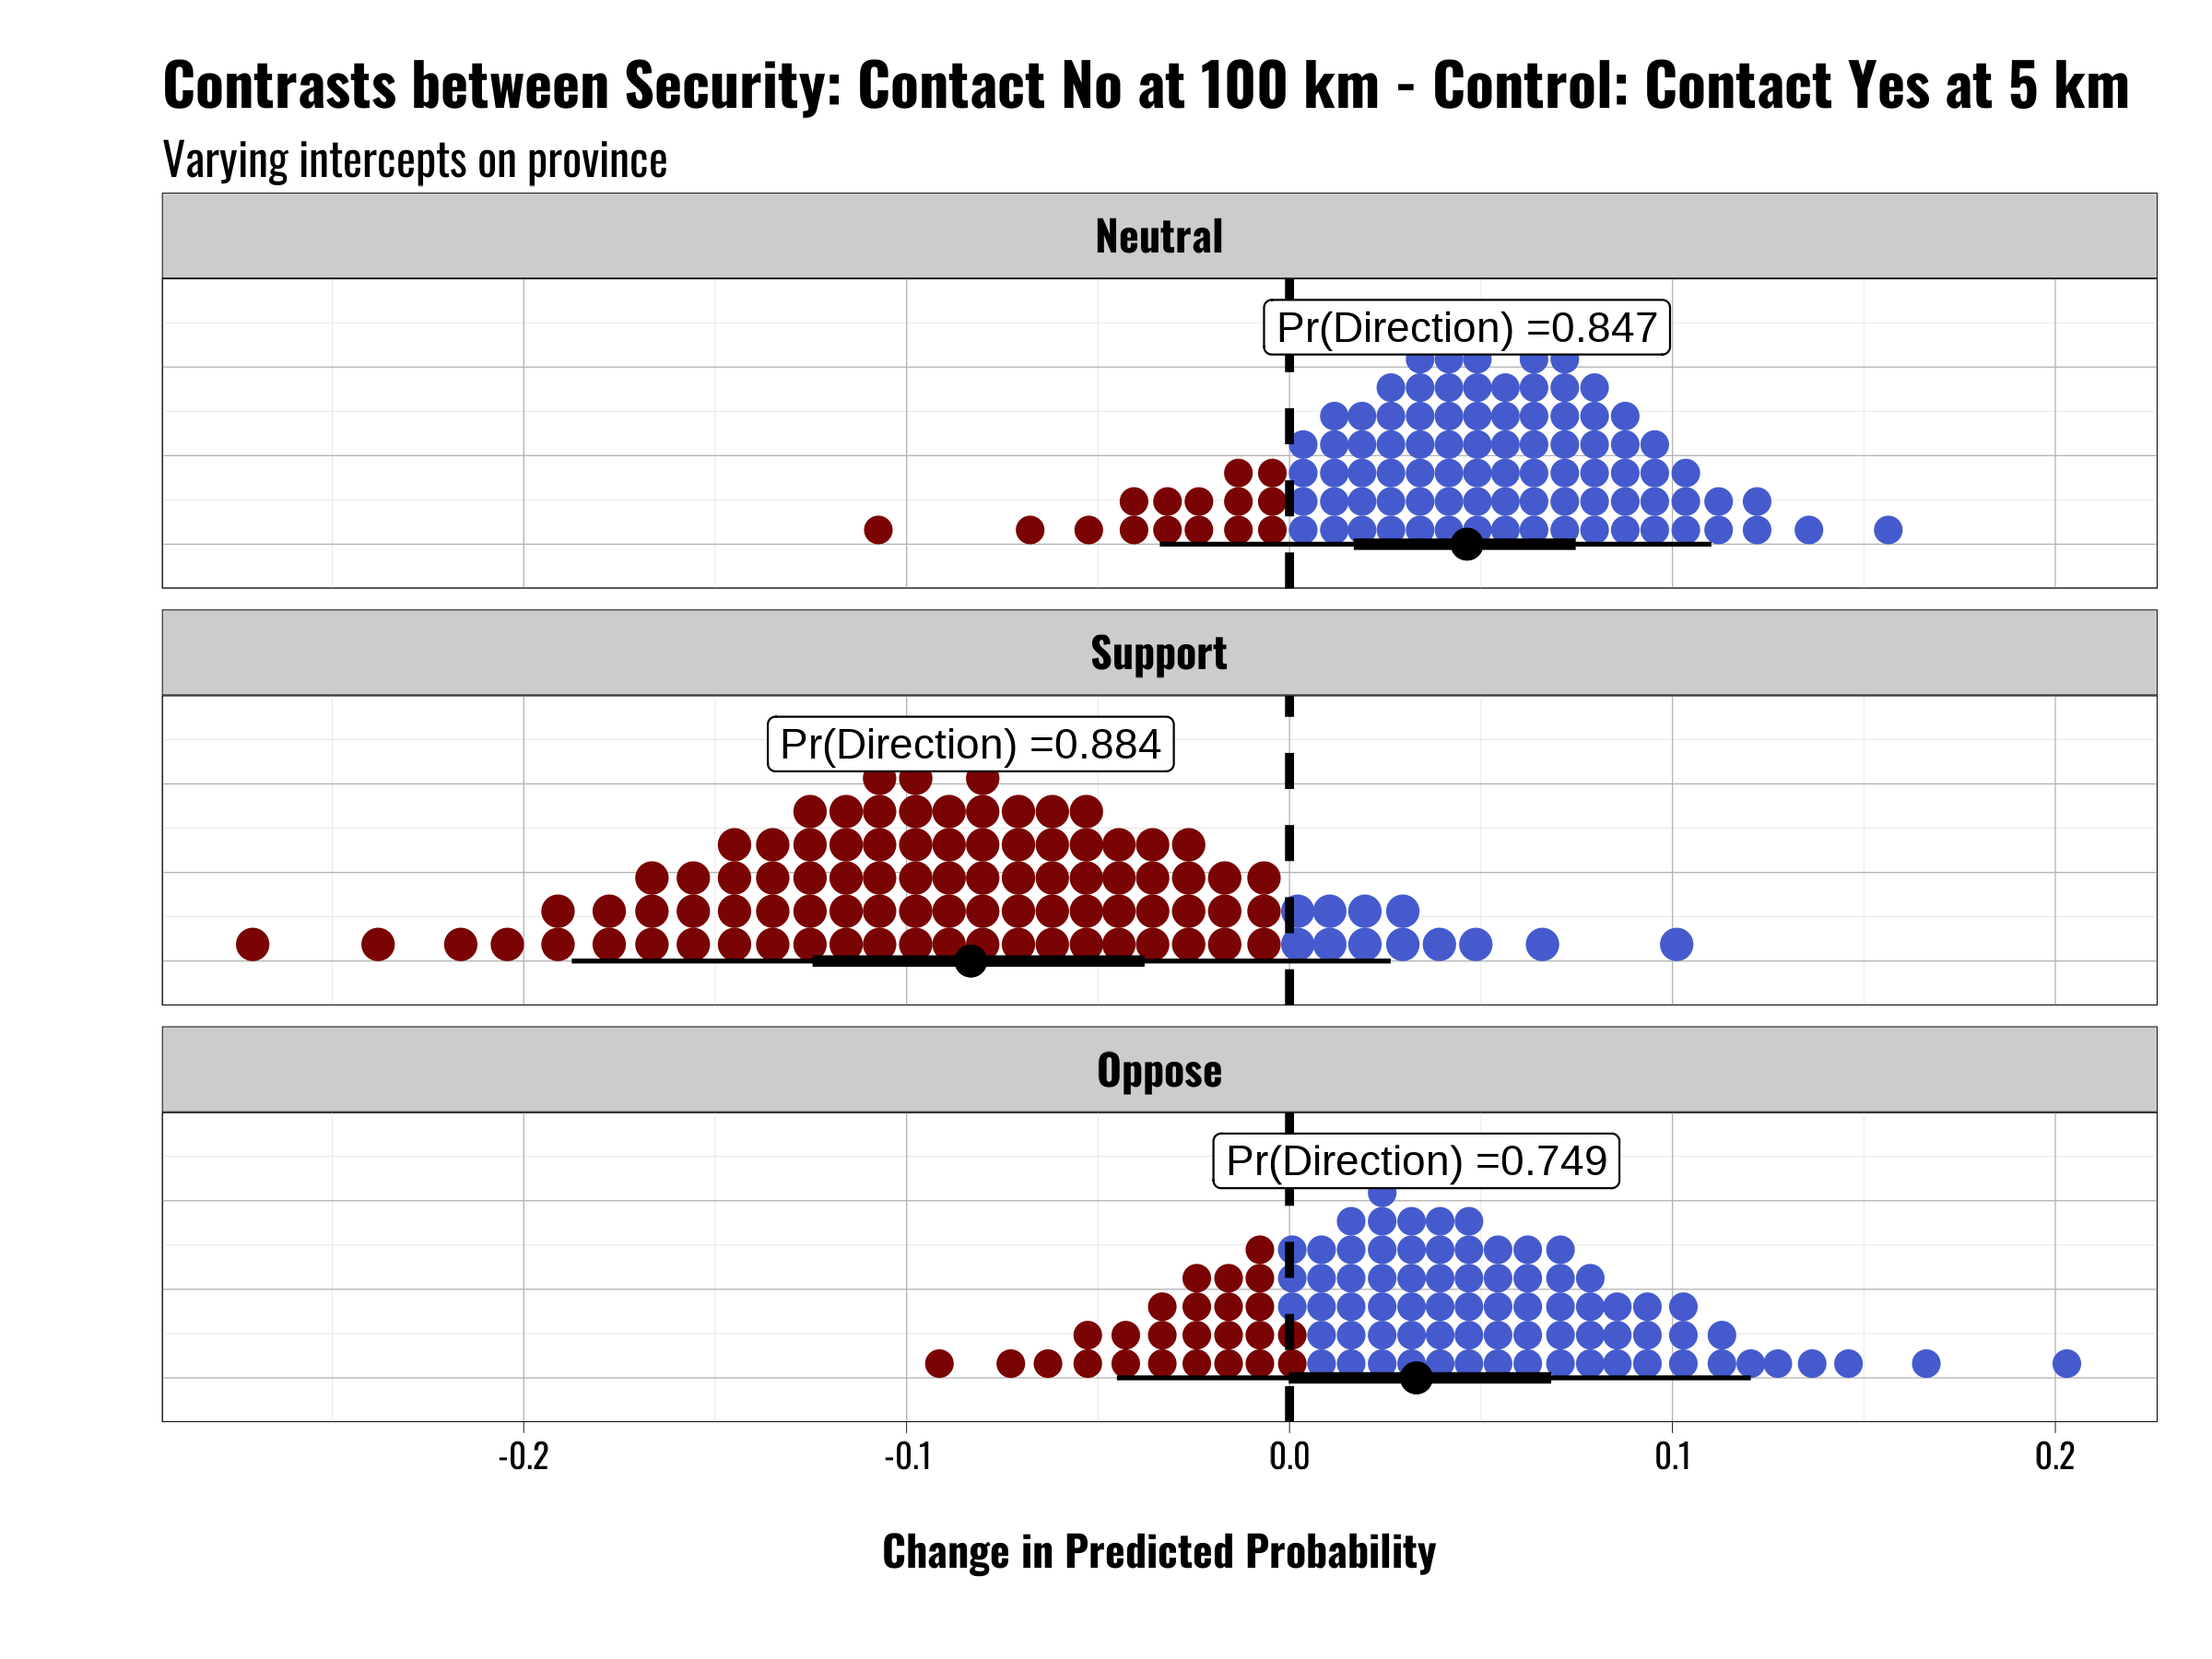 Contrasts between Security: Contact No at 100 km - Control: Contact Yes at 5 km
Varying intercepts on province
Neutral
Pr(Direction) =0.847
Support
Pr(Direction) =0.884
Oppose
Pr(Direction) =0.749
-0.2 -0.1 0.0 0.1 0.2
Change in Predicted Probability